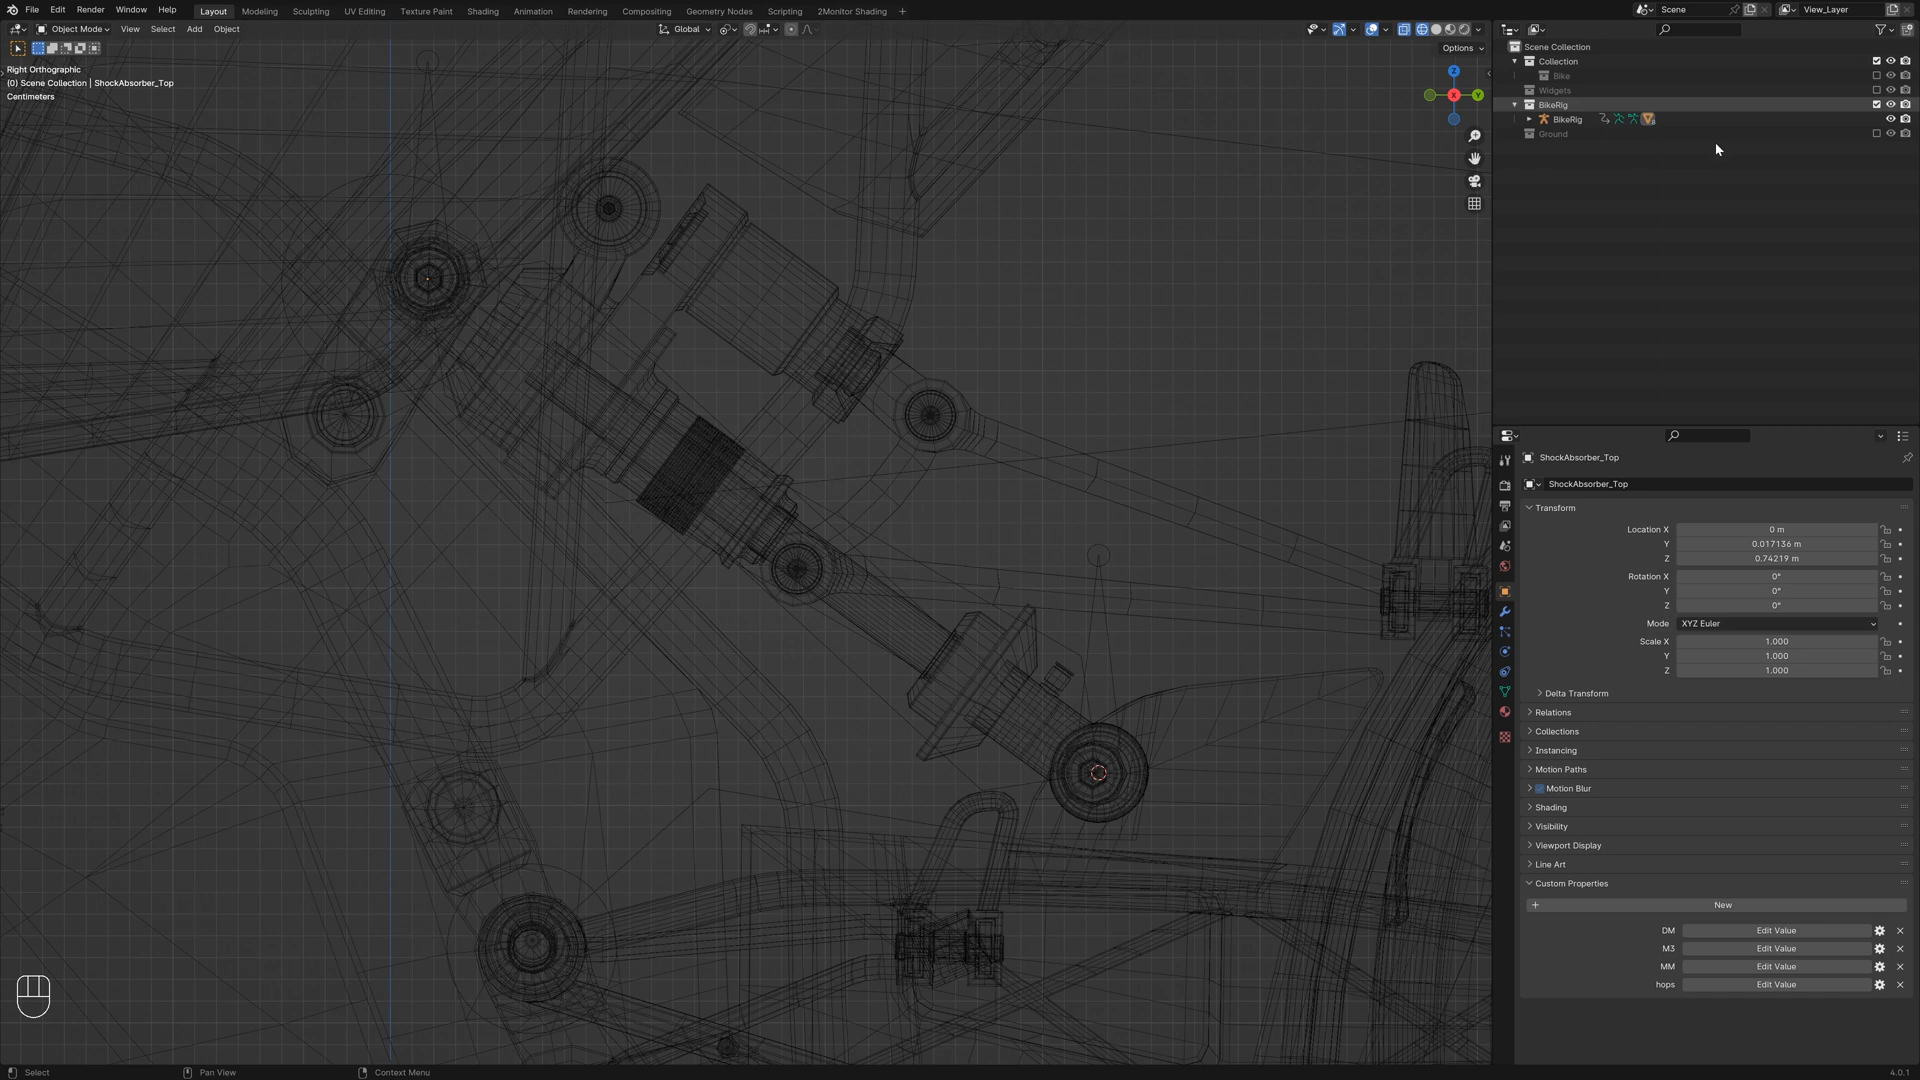 File Edit Render Window Help Layout Modeling Sculpting UV Editing Texture Paint Shading Animation Rendering Compositing Geometry Nodes Scripting 2Monitor Shading + Scene View_Layer
Object Mode View Select Add Object Global
Options
Right Orthographic
(0) Scene Collection | ShockAbsorber_Top
Centimeters
Z
X
Y
Scene Collection
Collection
Bike
Widgets
BikeRig
BikeRig
Ground
ShockAbsorber_Top
ShockAbsorber_Top
Transform
Location X 0 m
Y 0.017136 m
Z 0.74219 m
Rotation X 0°
Y 0°
Z 0°
Mode XYZ Euler
Scale X 1.000
Y 1.000
Z 1.000
Delta Transform
Relations
Collections
Instancing
Motion Paths
Motion Blur
Shading
Visibility
Viewport Display
Line Art
Custom Properties
+ New
DM Edit Value
M3 Edit Value
MM Edit Value
hops Edit Value
Select Pan View Context Menu 4.0.1